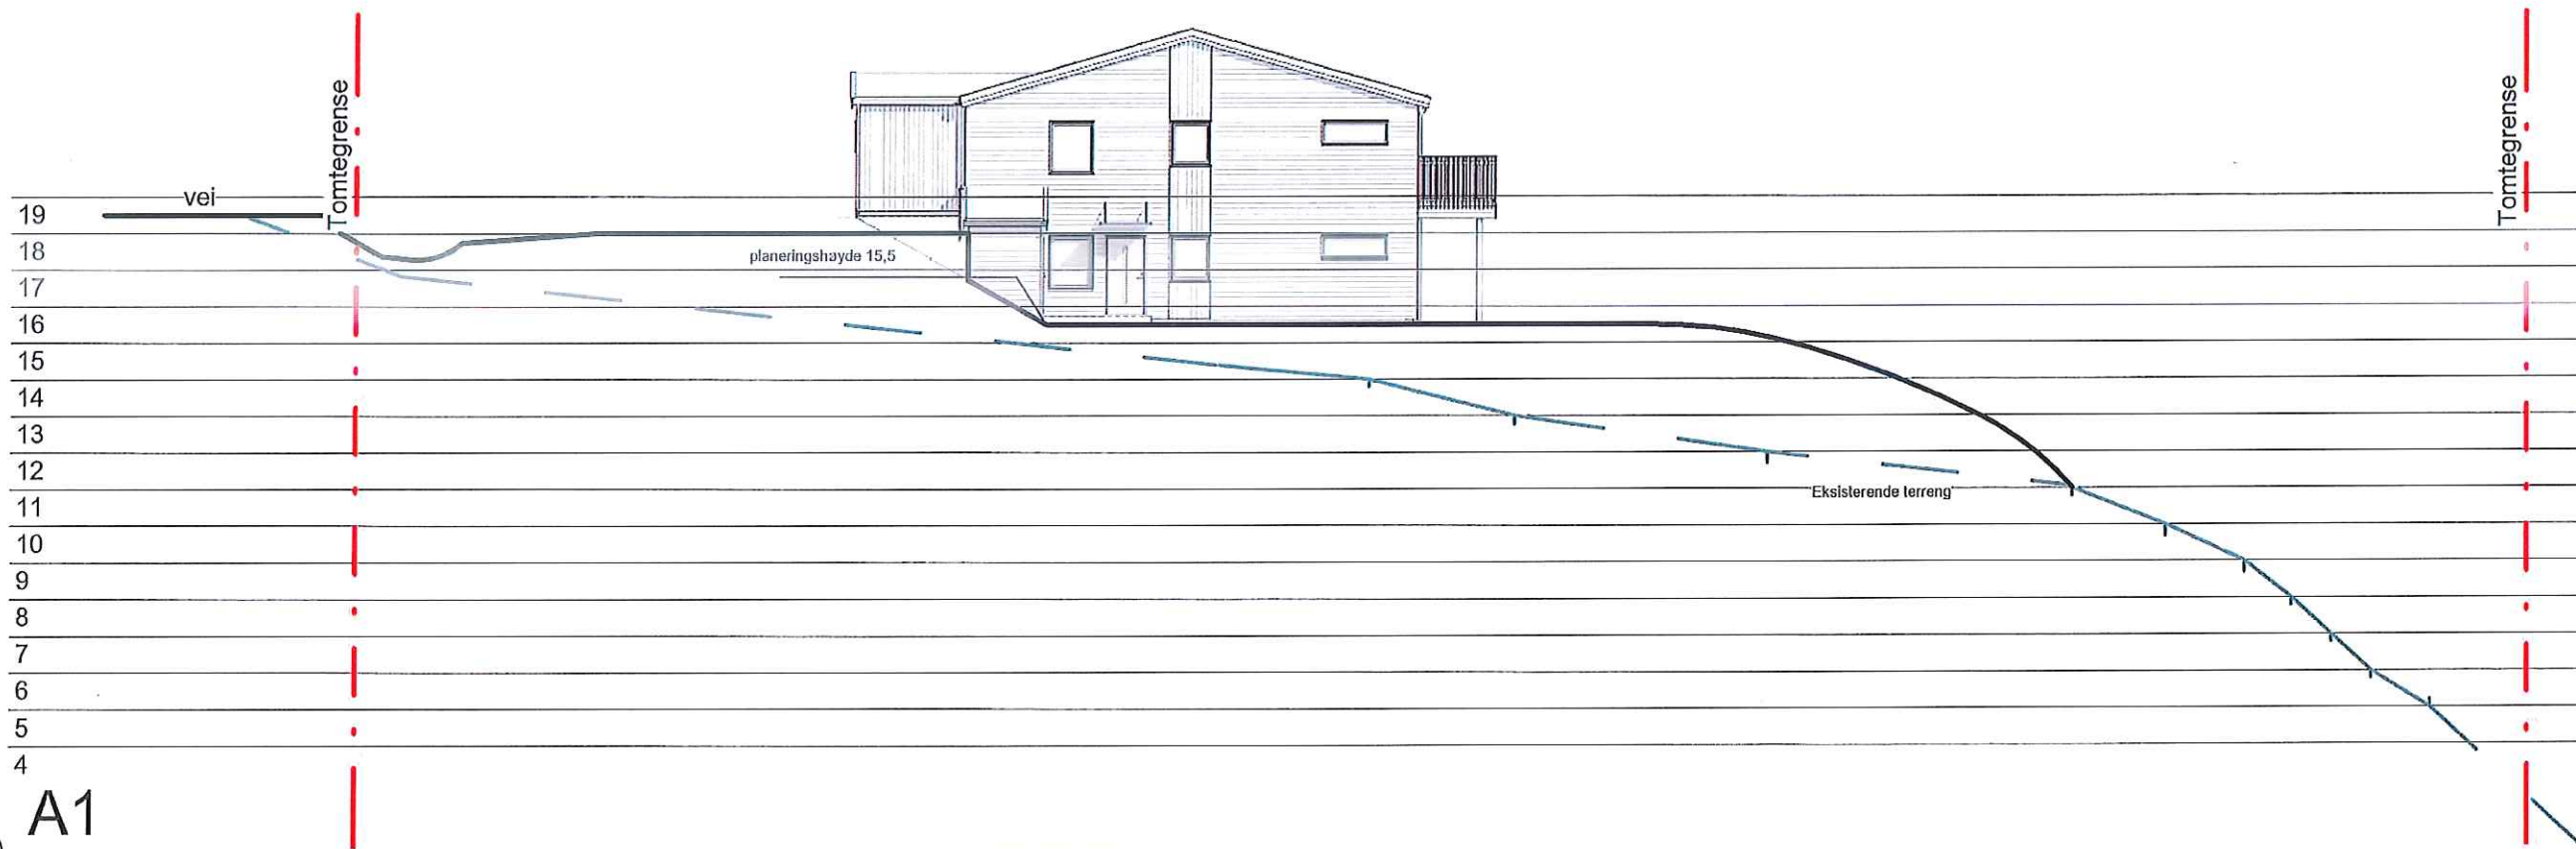 Tomtegrense
Tomtegrense
vei
19
18
planeringshøyde 15,5
17
16
15
14
13
12
Eksisterende terreng
11
10
9
8
7
6
5
4
A1